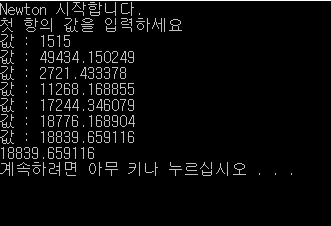 Newton 시작합니다.
첫 항의 값을 입력하세요
값 : 1515
값 : 49434.150249
값 : 2721.433378
값 : 11268.168855
값 : 17244.346079
값 : 18776.168904
값 : 18839.659116
18839.659116
계속하려면 아무 키나 누르십시오 . . .